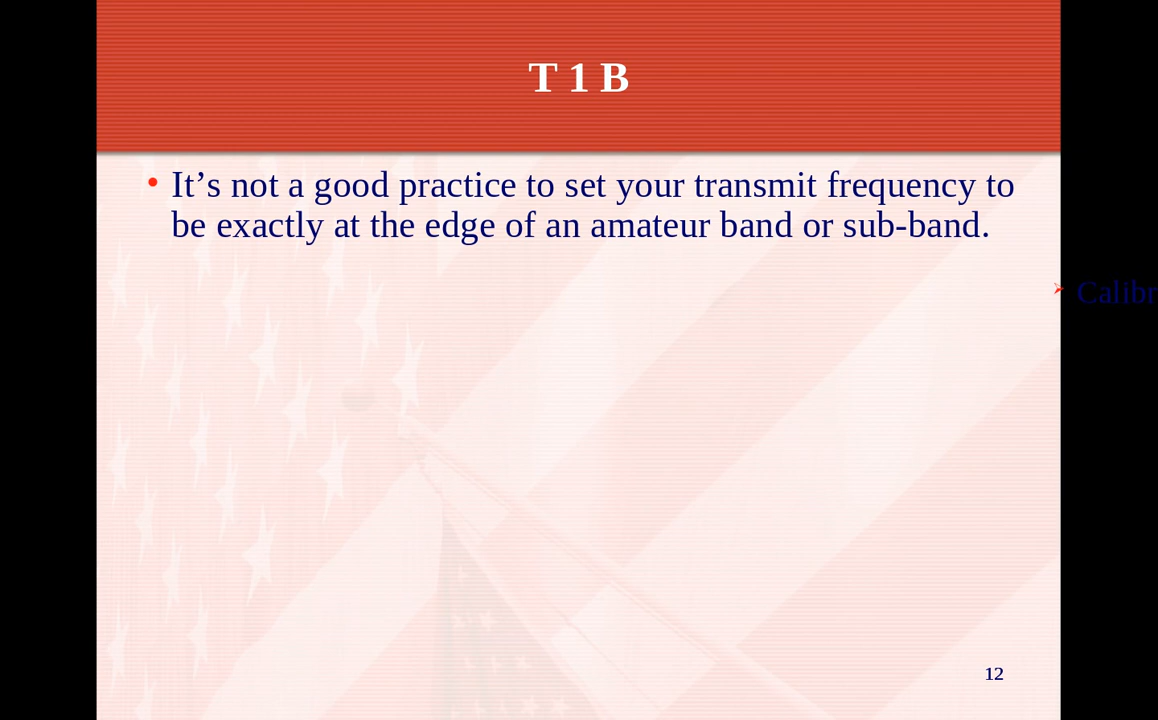 T 1 B
• It’s not a good practice to set your transmit frequency to
be exactly at the edge of an amateur band or sub-band.
➢ Calibr
12